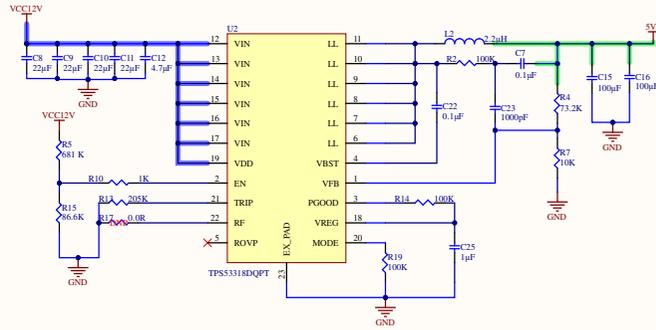 VCC12V
5V
U2
12 VIN LL 11
13 VIN LL 10
14 VIN LL 9
15 VIN LL 8
16 VIN LL 7
17 VIN LL 6
19 VDD VBST 4
2 EN VFB 1
21 TRIP PGOOD 3
22 RF VREG 18
5 ROVP MODE 20
EX_PAD
23
TPS53318DQPT
C8
22µF
C9
22µF
C10
22µF
C11
22µF
C12
4.7µF
GND
VCC12V
R5
681 K
R10 1K
R15
86.6K
R13 205K
R17 0.0R
GND
L2 2.2µH
R2 100K
C7
0.1µF
C22
0.1µF
C23
1000pF
R4
73.2K
R7
10K
GND
C15
100µF
C16
100µF
GND
R14 100K
C25
1µF
R19
100K
GND